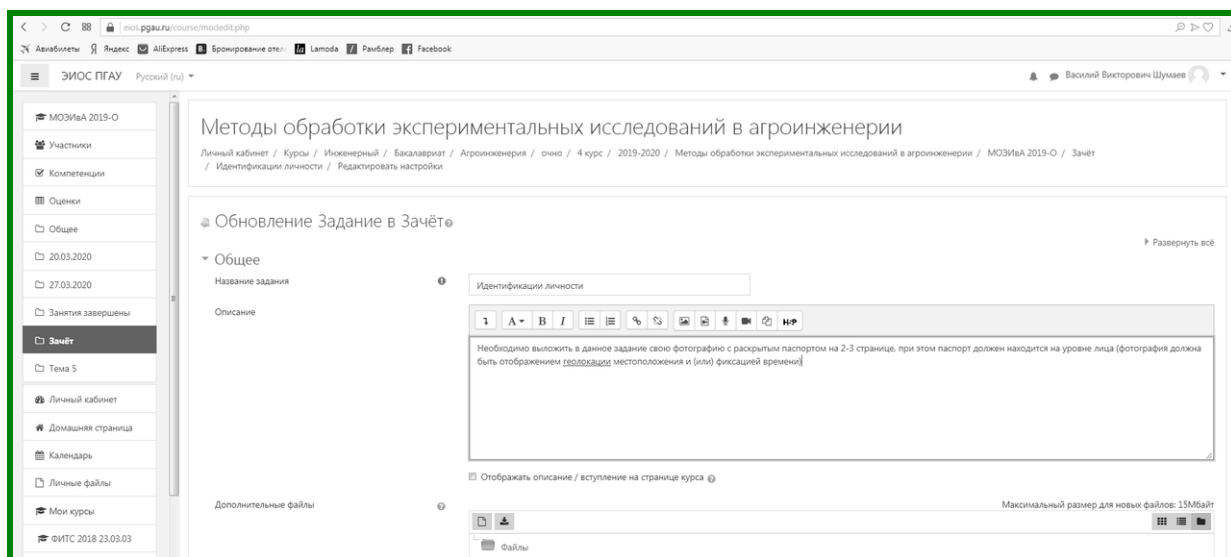 eios.pgau.ru/course/modedit.php
Авиабилеты Яндекс AliExpress Бронирование отел Lamoda Рамблер Facebook
ЭИОС ПГАУ Русский (ru)
Василий Викторович Шумаев
МОЭИвА 2019-О
Участники
Компетенции
Оценки
Общее
20.03.2020
27.03.2020
Занятия завершены
Зачёт
Тема 5
Личный кабинет
Домашняя страница
Календарь
Личные файлы
Мои курсы
ФИТС 2018 23.03.03
Методы обработки экспериментальных исследований в агроинженерии
Личный кабинет / Курсы / Инженерный / Бакалавриат / Агроинженерия / очно / 4 курс / 2019-2020 / Методы обработки экспериментальных исследований в агроинженерии / МОЭИвА 2019-О / Зачёт
/ Идентификации личности / Редактировать настройки
Обновление Задание в Зачёт
Развернуть всё
Общее
Название задания
Идентификации личности
Описание
A B I H-P
Необходимо выложить в данное задание свою фотографию с раскрытым паспортом на 2-3 странице, при этом паспорт должен находится на уровне лица (фотография должна
быть отображением геолокации местоположения и (или) фиксацией времени)
Отображать описание / вступление на странице курса
Дополнительные файлы
Максимальный размер для новых файлов: 15Мбайт
Файлы